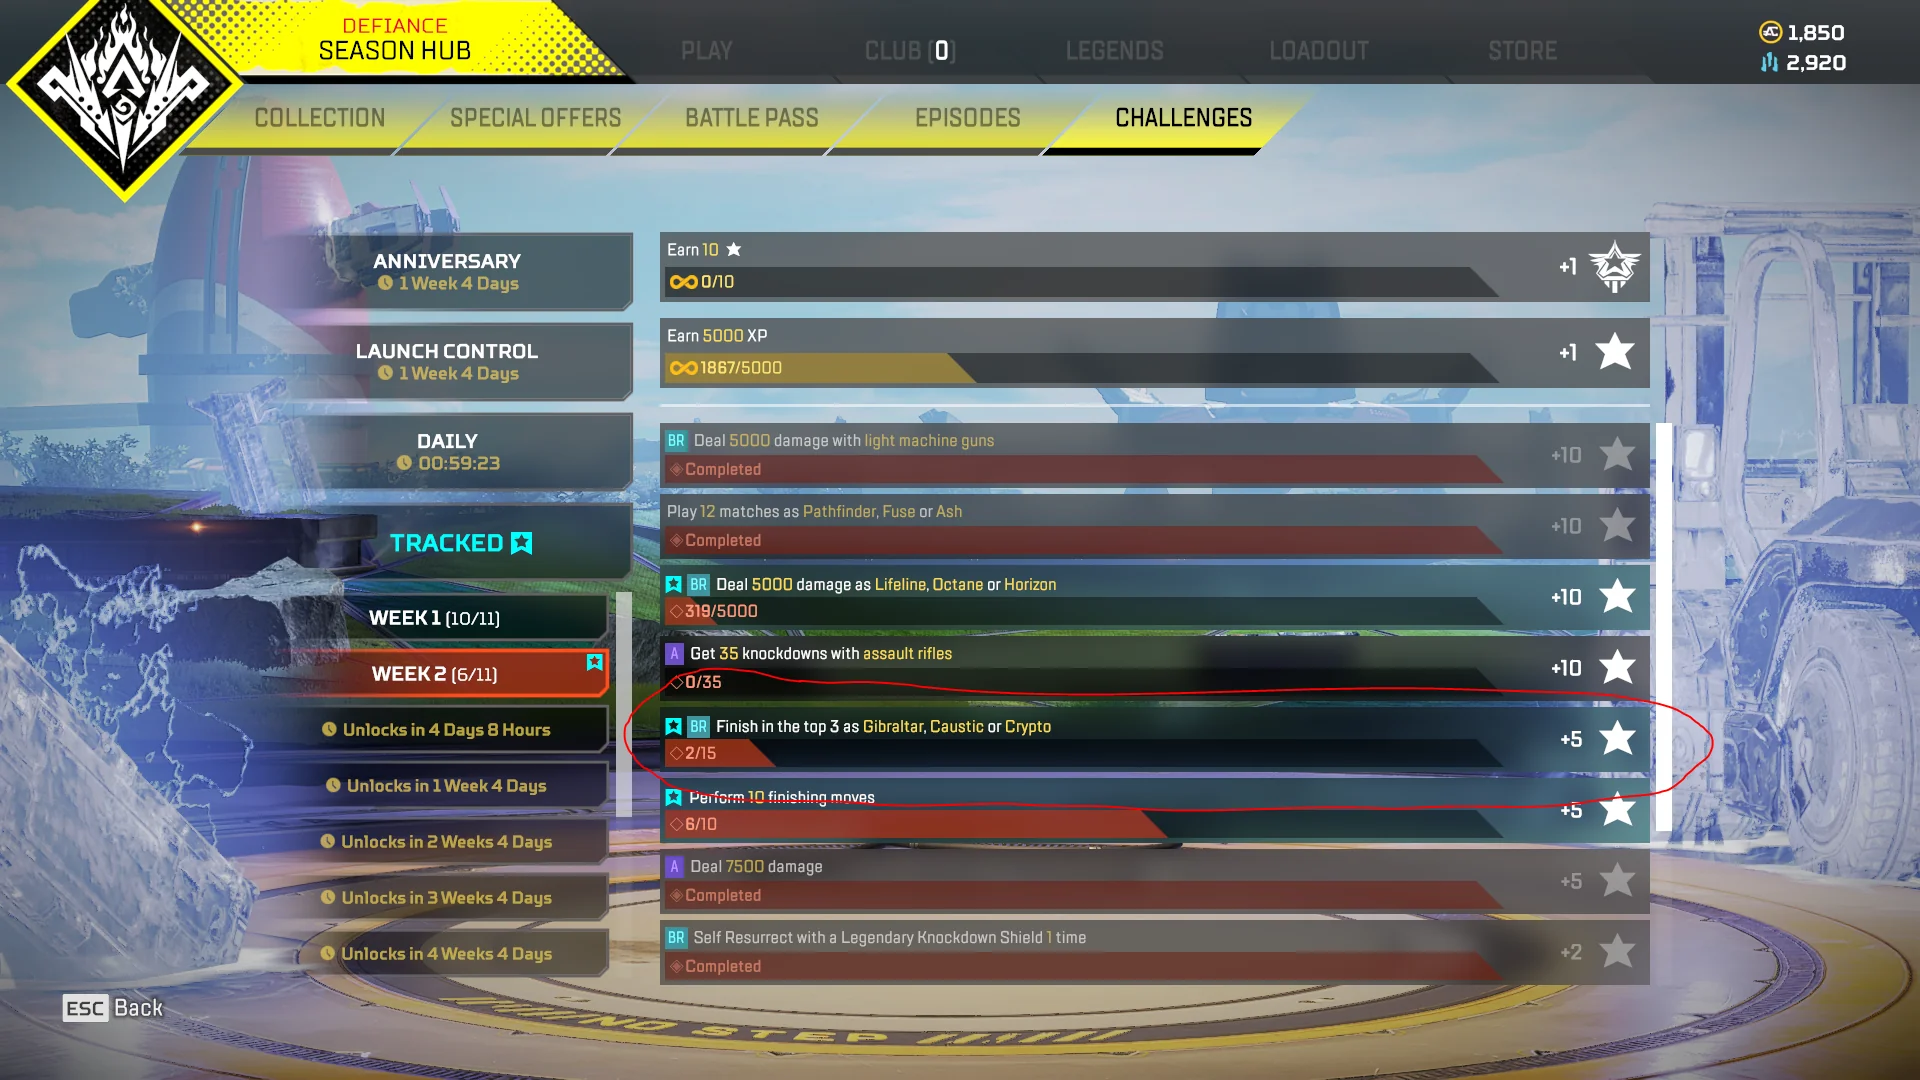 DEFIANCE
SEASON HUB
PLAY
CLUB (0)
LEGENDS
LOADOUT
STORE
1,850
2,920
COLLECTION
SPECIAL OFFERS
BATTLE PASS
EPISODES
CHALLENGES
ANNIVERSARY
1 Week 4 Days
LAUNCH CONTROL
1 Week 4 Days
DAILY
00:59:23
TRACKED
WEEK 1 (10/11)
WEEK 2 (6/11)
Unlocks in 4 Days 8 Hours
Unlocks in 1 Week 4 Days
Unlocks in 2 Weeks 4 Days
Unlocks in 3 Weeks 4 Days
Unlocks in 4 Weeks 4 Days
Earn 10
0/10
+1
Earn 5000 XP
1867/5000
+1
BR Deal 5000 damage with light machine guns
Completed
+10
Play 12 matches as Pathfinder, Fuse or Ash
Completed
+10
BR Deal 5000 damage as Lifeline, Octane or Horizon
319/5000
+10
A Get 35 knockdowns with assault rifles
0/35
+10
BR Finish in the top 3 as Gibraltar, Caustic or Crypto
2/15
+5
Perform 10 finishing moves
6/10
+5
A Deal 7500 damage
Completed
+5
BR Self Resurrect with a Legendary Knockdown Shield 1 time
Completed
+2
NO STEP
ESC Back